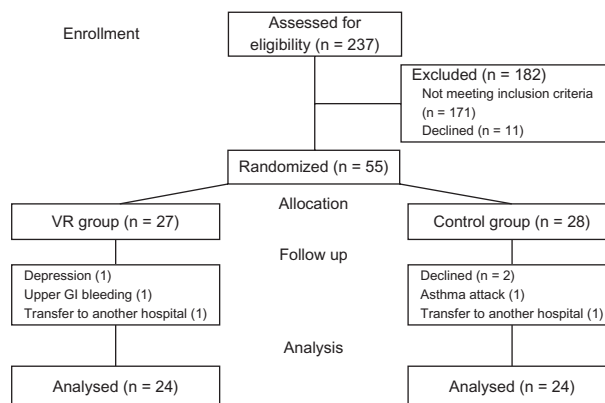 Enrollment
Assessed for
eligibility (n = 237)
Excluded (n = 182)
Not meeting inclusion criteria
(n = 171)
Declined (n = 11)
Randomized (n = 55)
Allocation
VR group (n = 27)
Control group (n = 28)
Follow up
Depression (1)
Upper GI bleeding (1)
Transfer to another hospital (1)
Declined (n = 2)
Asthma attack (1)
Transfer to another hospital (1)
Analysis
Analysed (n = 24)
Analysed (n = 24)